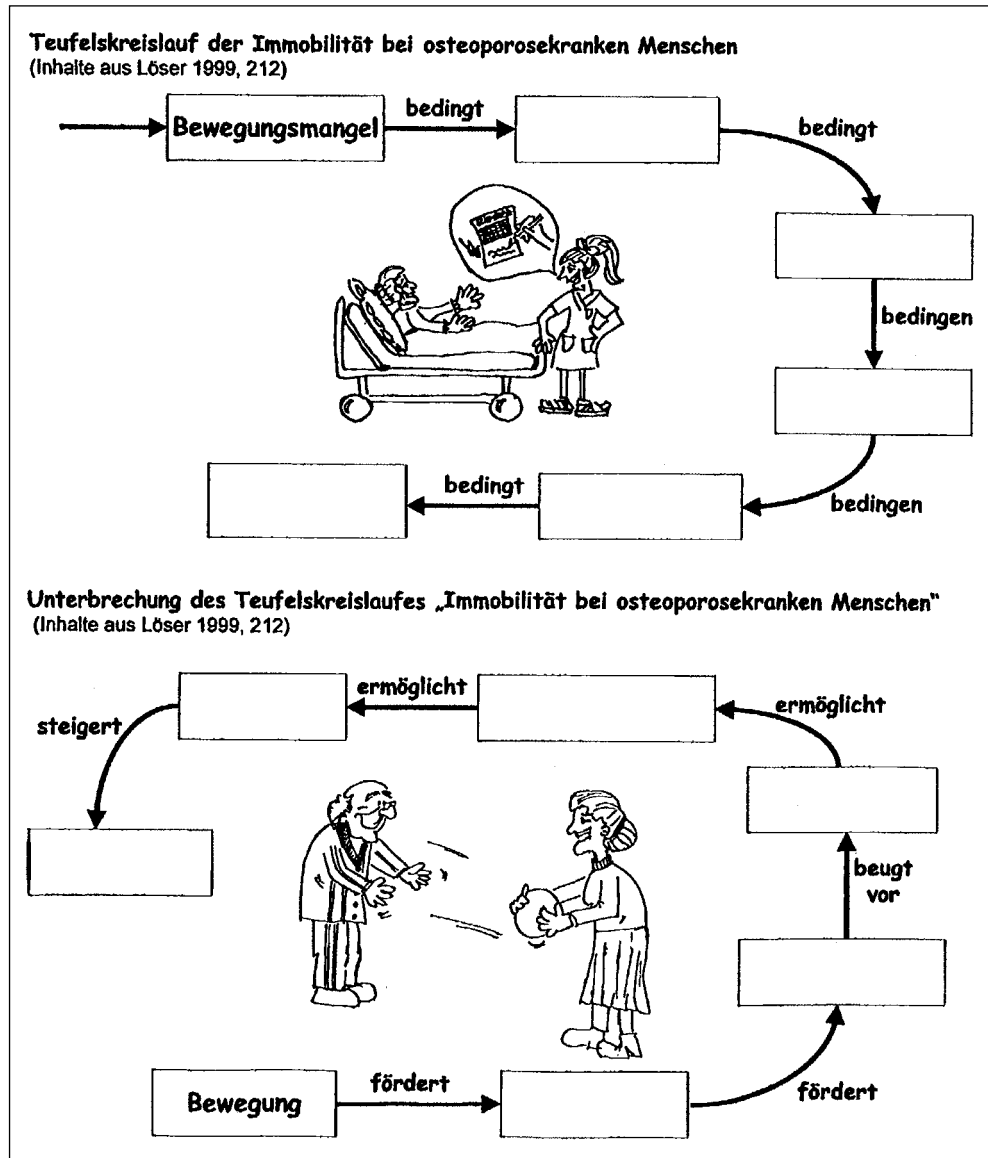 Teufelskreislauf der Immobilität bei osteoporosekranken Menschen
(Inhalte aus Löser 1999, 212)
Bewegungsmangel
bedingt
bedingt
bedingen
bedingen
bedingt
Unterbrechung des Teufelskreislaufes „Immobilität bei osteoporosekranken Menschen“
(Inhalte aus Löser 1999, 212)
Bewegung
fördert
fördert
beugt
vor
ermöglicht
ermöglicht
steigert